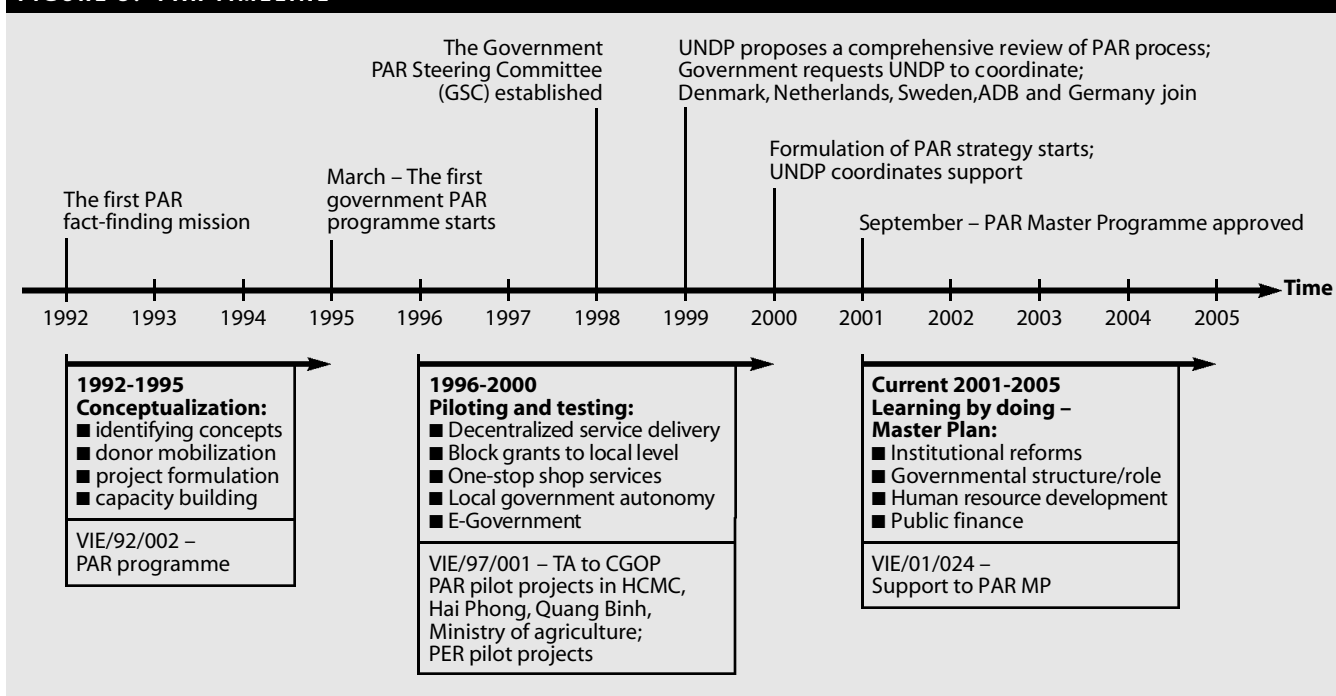 FIGURE PAR TIMELINE
The Government
PAR Steering Committee
(GSC) established
UNDP proposes a comprehensive review of PAR process;
Government requests UNDP to coordinate;
Denmark, Netherlands, Sweden, ADB and Germany join
Formulation of PAR strategy starts;
UNDP coordinates support
March – The first
government PAR
programme starts
The first PAR
fact-finding mission
September – PAR Master Programme approved
Time
1992 1993 1994 1995 1996 1997 1998 1999 2000 2001 2002 2003 2004 2005
1992-1995
Conceptualization:
■ identifying concepts
■ donor mobilization
■ project formulation
■ capacity building
VIE/92/002 –
PAR programme
1996-2000
Piloting and testing:
■ Decentralized service delivery
■ Block grants to local level
■ One-stop shop services
■ Local government autonomy
■ E-Government
VIE/97/001 – TA to CGOP
PAR pilot projects in HCMC,
Hai Phong, Quang Binh,
Ministry of agriculture;
PER pilot projects
Current 2001-2005
Learning by doing –
Master Plan:
■ Institutional reforms
■ Governmental structure/role
■ Human resource development
■ Public finance
VIE/01/024 –
Support to PAR MP